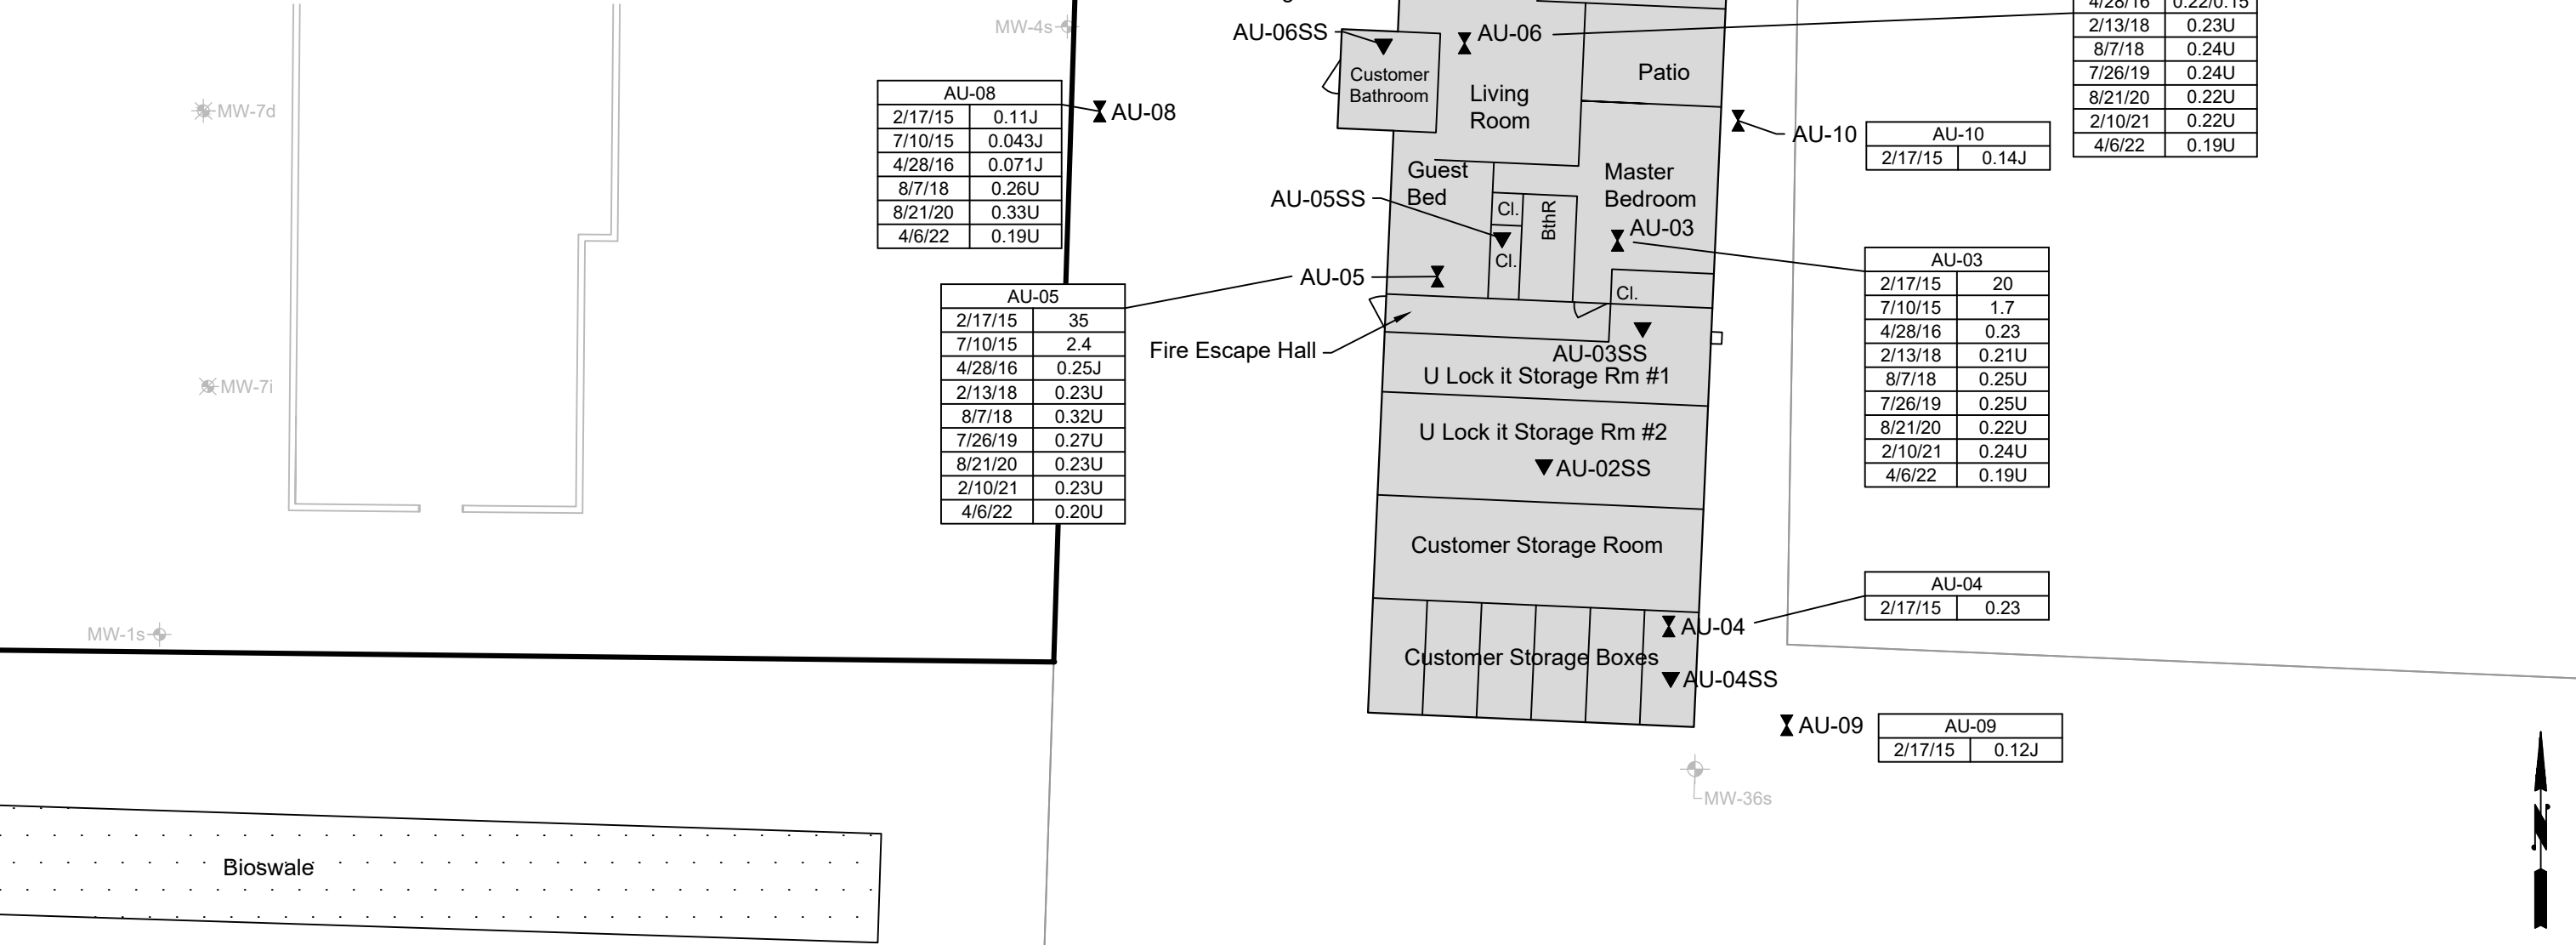 MW-4s
MW-7d
MW-7i
MW-1s
AU-08
2/17/15 0.11J
7/10/15 0.043J
4/28/16 0.071J
8/7/18 0.26U
8/21/20 0.33U
4/6/22 0.19U
AU-08
AU-05
2/17/15 35
7/10/15 2.4
4/28/16 0.25J
2/13/18 0.23U
8/7/18 0.32U
7/26/19 0.27U
8/21/20 0.23U
2/10/21 0.23U
4/6/22 0.20U
AU-06SS
AU-06
Customer
Bathroom
Living
Room
Patio
Guest
Bed
Master
Bedroom
AU-05SS
Cl.
BthR
Cl.
AU-03
AU-05
Cl.
Fire Escape Hall
AU-03SS
U Lock it Storage Rm #1
U Lock it Storage Rm #2
AU-02SS
Customer Storage Room
AU-04
Customer Storage Boxes
AU-04SS
AU-09
MW-36s
4/28/16 0.22/0.15
2/13/18 0.23U
8/7/18 0.24U
7/26/19 0.24U
8/21/20 0.22U
2/10/21 0.22U
4/6/22 0.19U
AU-10
AU-10
2/17/15 0.14J
AU-03
2/17/15 20
7/10/15 1.7
4/28/16 0.23
2/13/18 0.21U
8/7/18 0.25U
7/26/19 0.25U
8/21/20 0.22U
2/10/21 0.24U
4/6/22 0.19U
AU-04
2/17/15 0.23
AU-09
2/17/15 0.12J
Bioswale
N